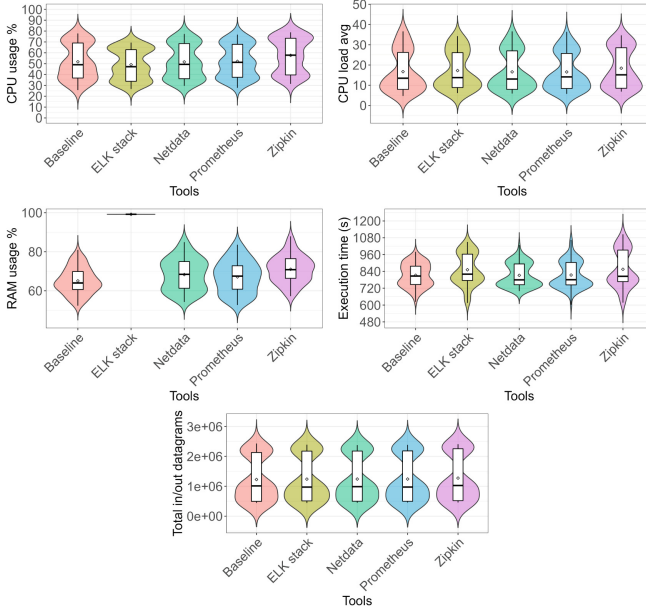 CPU usage %
100
90
80
70
60
50
40
30
20
10
0
Baseline
ELK stack
Netdata
Prometheus
Zipkin
Tools
CPU load avg
50
40
30
20
10
0
Baseline
ELK stack
Netdata
Prometheus
Zipkin
Tools
RAM usage %
100
80
60
Baseline
ELK stack
Netdata
Prometheus
Zipkin
Tools
Execution time (s)
1200
1080
960
840
720
600
480
Baseline
ELK stack
Netdata
Prometheus
Zipkin
Tools
Total in/out datagrams
3e+06
2e+06
1e+06
0e+00
Baseline
ELK stack
Netdata
Prometheus
Zipkin
Tools